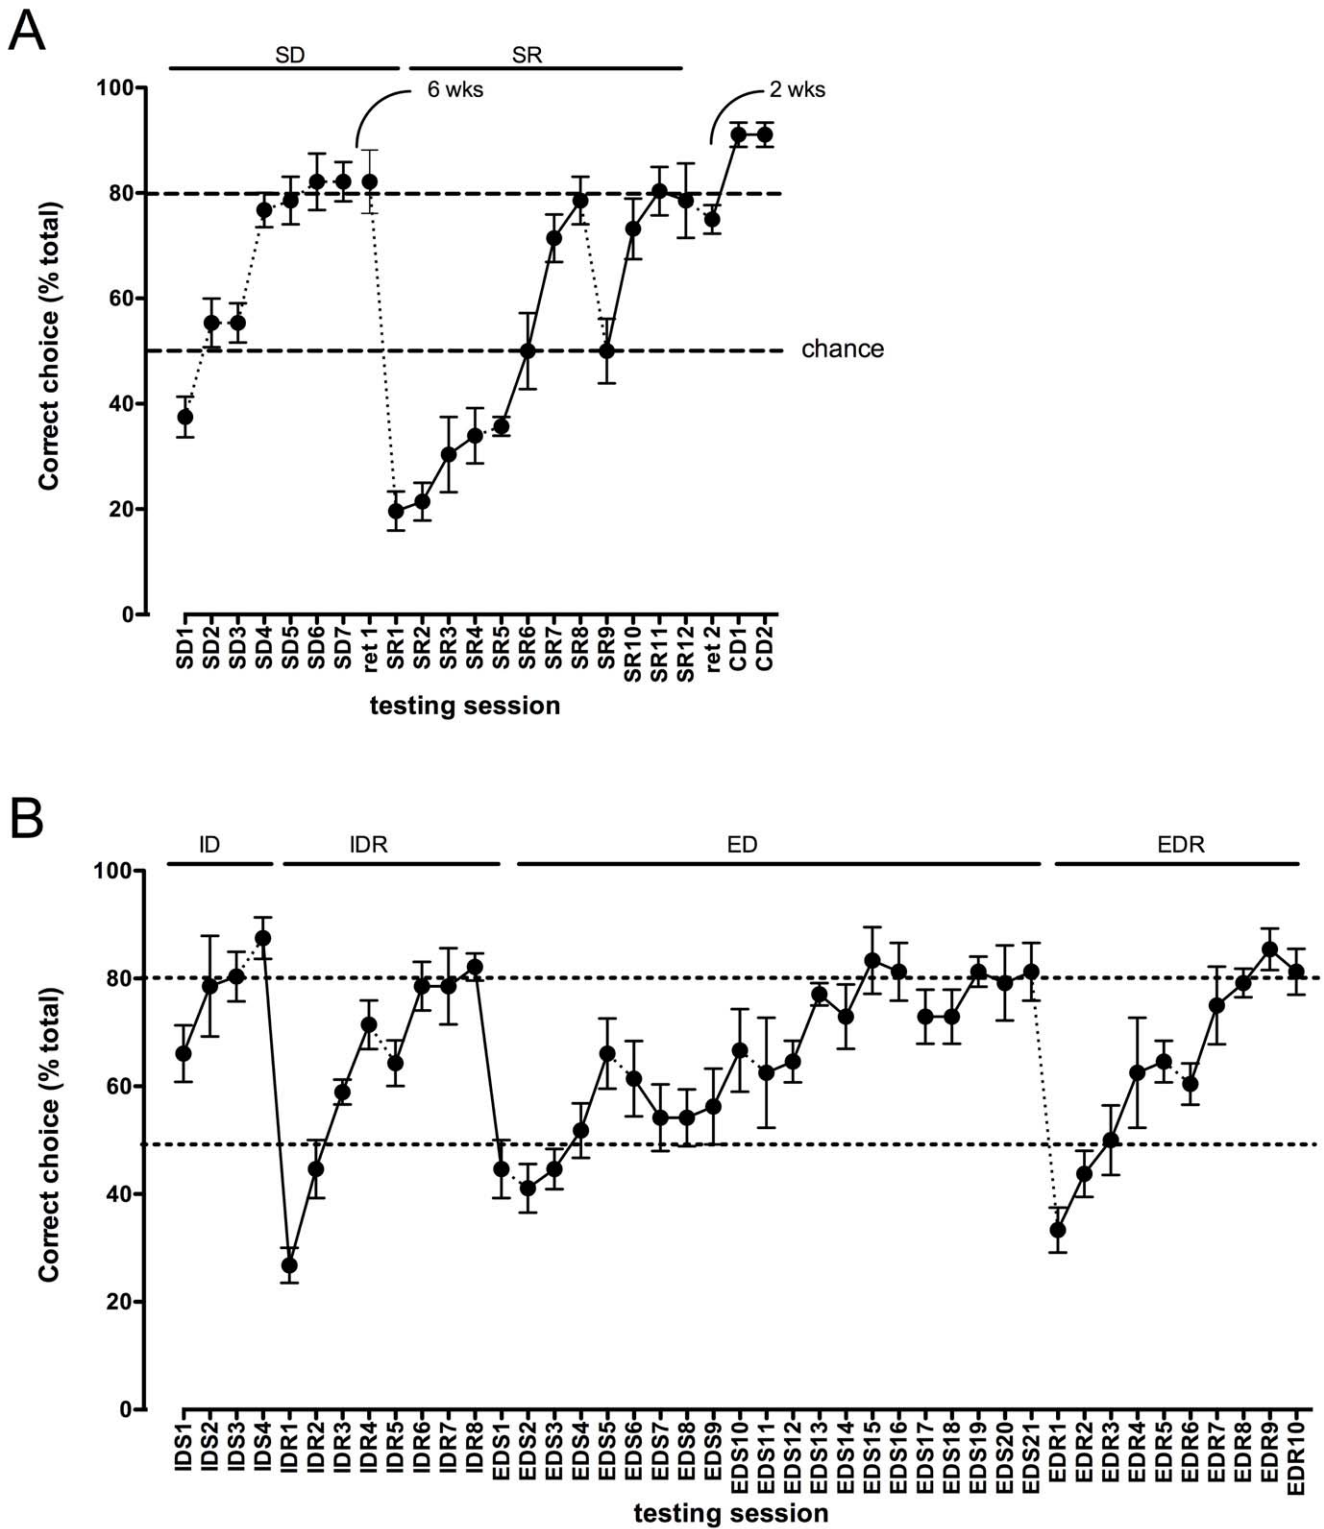 A
SD SR
6 wks 2 wks
100
80
60
chance
40
20
0
Correct choice (% total)
SD1 SD2 SD3 SD4 SD5 SD6 SD7 ret 1 SR1 SR2 SR3 SR4 SR5 SR6 SR7 SR8 SR9 SR10 SR11 SR12 ret 2 CD1 CD2
testing session
B
ID IDR ED EDR
100
80
60
40
20
0
Correct choice (% total)
IDS1 IDS2 IDS3 IDS4 IDR1 IDR2 IDR3 IDR4 IDR5 IDR6 IDR7 IDR8 EDS1 EDS2 EDS3 EDS4 EDS5 EDS6 EDS7 EDS8 EDS9 EDS10 EDS11 EDS12 EDS13 EDS14 EDS15 EDS16 EDS17 EDS18 EDS19 EDS20 EDS21 EDR1 EDR2 EDR3 EDR4 EDR5 EDR6 EDR7 EDR8 EDR9 EDR10
testing session